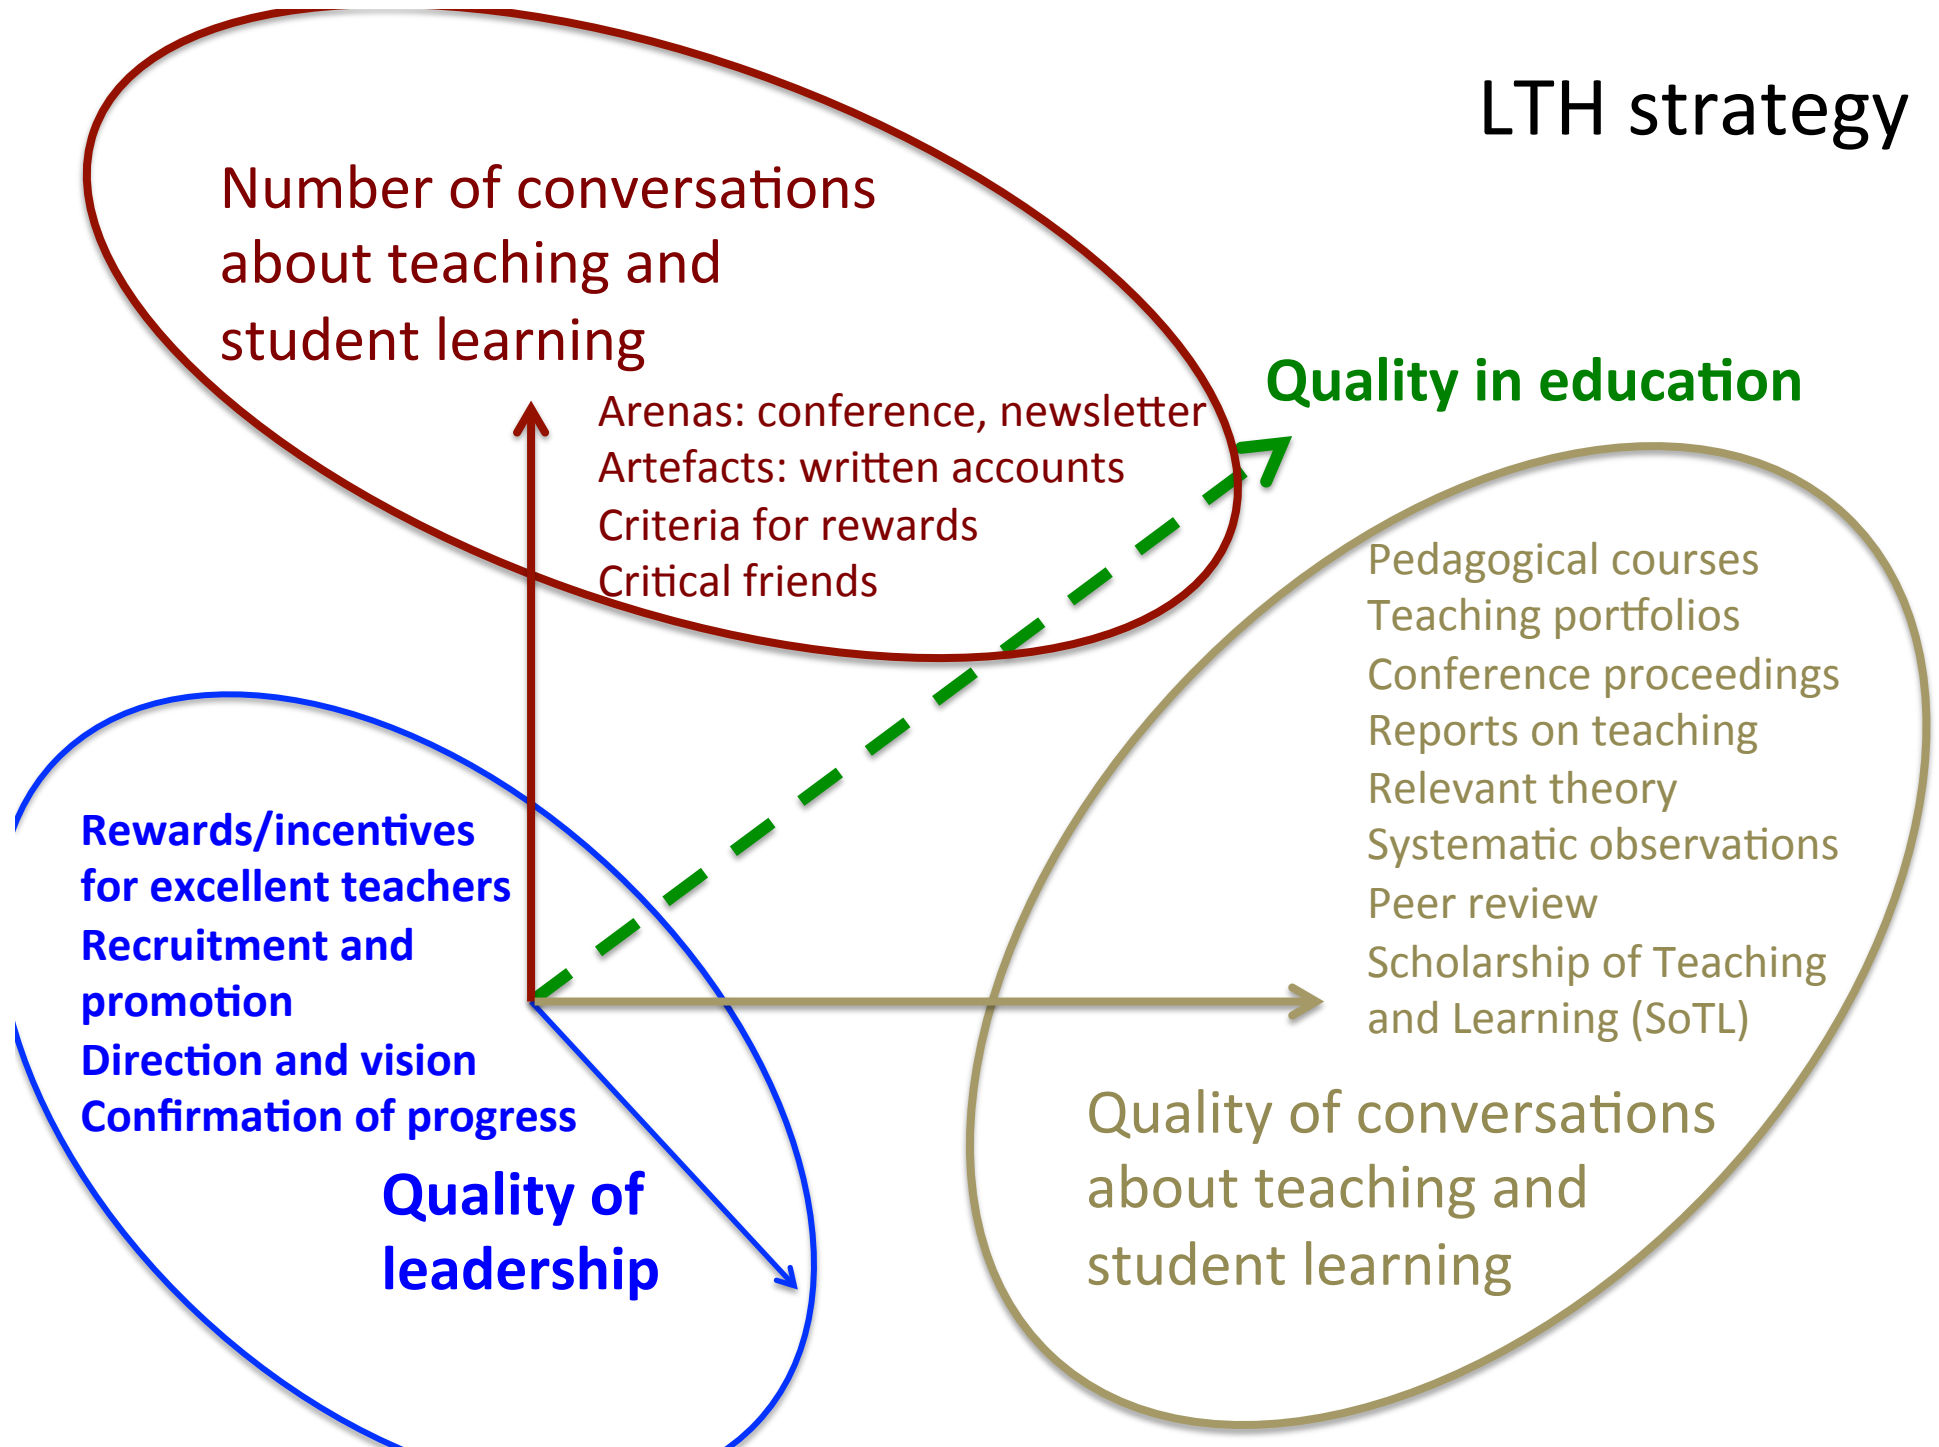 LTH strategy
Number of conversations
about teaching and
student learning
Arenas: conference, newsletter
Artefacts: written accounts
Criteria for rewards
Critical friends
Quality in education
Pedagogical courses
Teaching portfolios
Conference proceedings
Reports on teaching
Relevant theory
Systematic observations
Peer review
Scholarship of Teaching
and Learning (SoTL)
Quality of conversations
about teaching and
student learning
Rewards/incentives
for excellent teachers
Recruitment and
promotion
Direction and vision
Confirmation of progress
Quality of
leadership